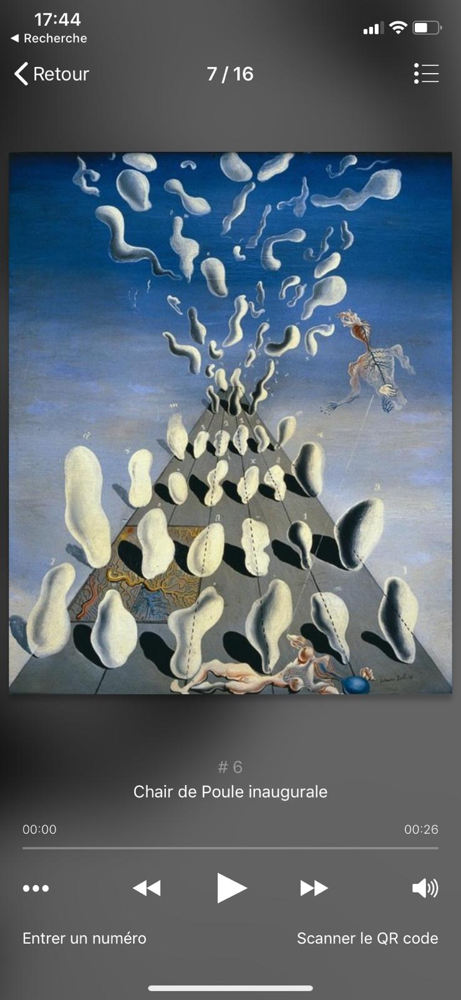 17:44
◀ Recherche
Retour
7 / 16
# 6
Chair de Poule inaugurale
00:00
00:26
Entrer un numéro
Scanner le QR code